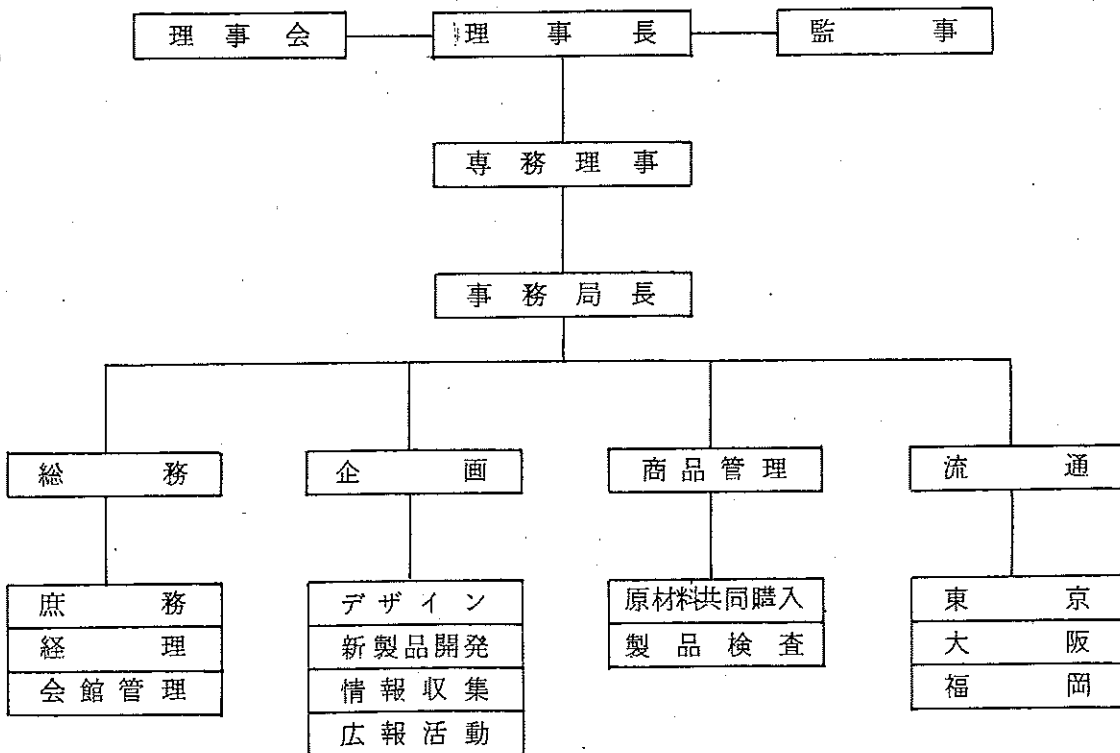 理事会
理事長
監事
専務理事
事務局長
総務
企画
商品管理
流通
庶務
経理
会館管理
デザイン
新製品開発
情報収集
広報活動
原材料共同購入
製品検査
東京
大阪
福岡